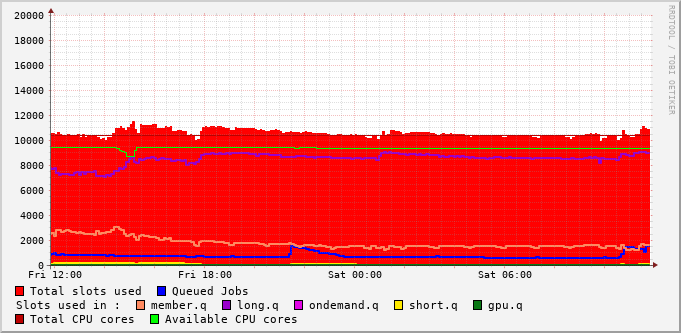 20000
18000
16000
14000
12000
10000
8000
6000
4000
2000
0
Fri 12:00 Fri 18:00 Sat 00:00 Sat 06:00
Total slots used Queued Jobs
Slots used in : member.q long.q ondemand.q short.q gpu.q
Total CPU cores Available CPU cores
RRDTOOL / TOBI OETIKER